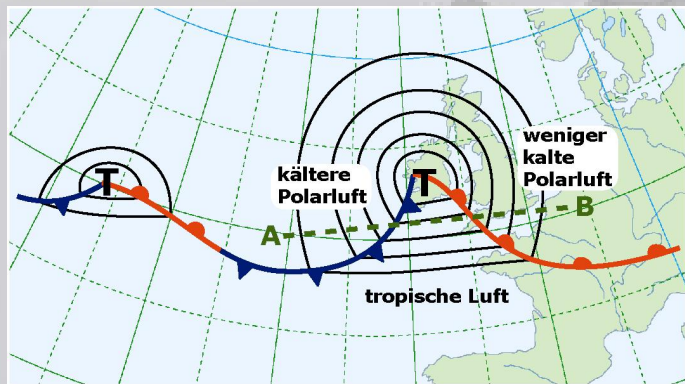 T
kältere
Polarluft
T
weniger
kalte
Polarluft
A
B
tropische Luft